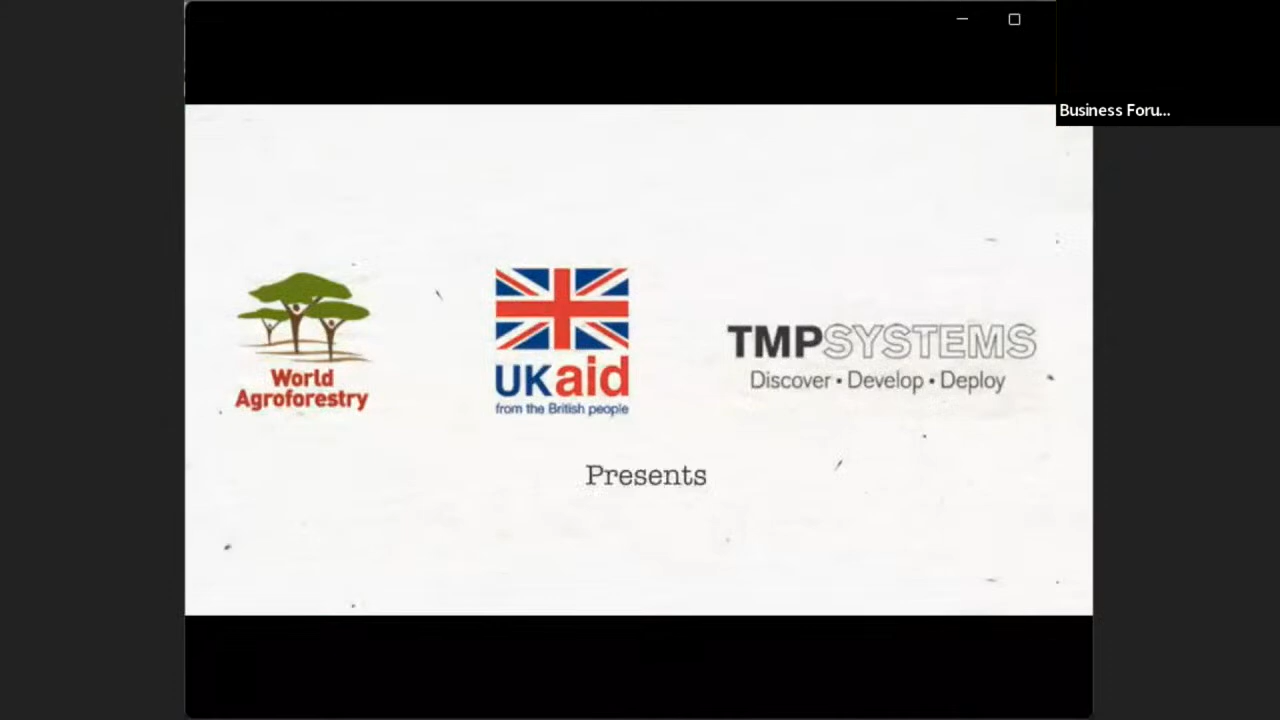 Business Foru...
World
Agroforestry
UKaid
from the British people
TMPSYSTEMS
Discover • Develop • Deploy
Presents